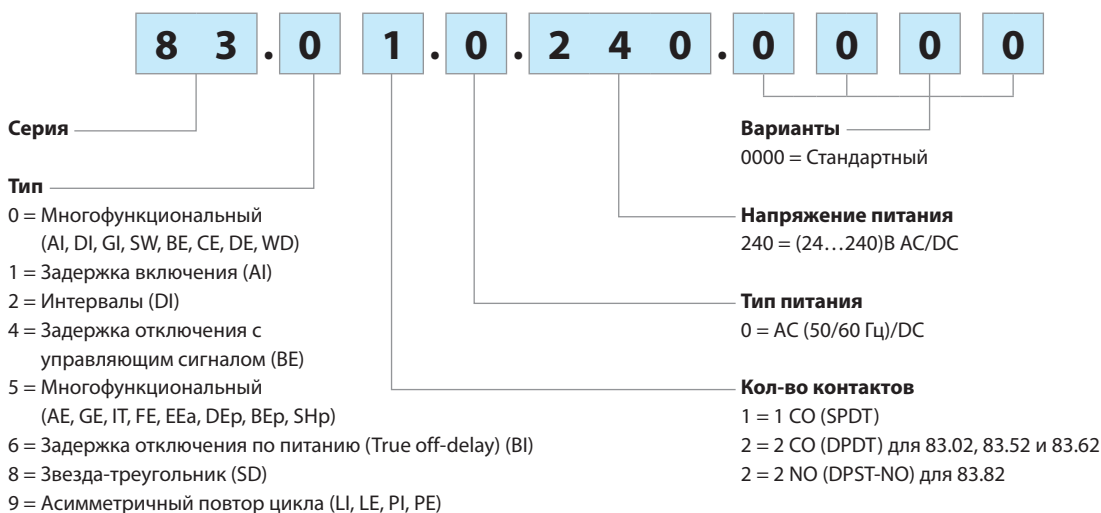 8 3 . 0 1 . 0 . 2 4 0 . 0 0 0 0
Серия
Тип
0 = Многофункциональный
(AI, DI, GI, SW, BE, CE, DE, WD)
1 = Задержка включения (AI)
2 = Интервалы (DI)
4 = Задержка отключения с
управляющим сигналом (BE)
5 = Многофункциональный
(AE, GE, IT, FE, EEa, DEp, BEp, SHp)
6 = Задержка отключения по питанию (True off-delay) (BI)
8 = Звезда-треугольник (SD)
9 = Асимметричный повтор цикла (LI, LE, PI, PE)
Варианты
0000 = Стандартный
Напряжение питания
240 = (24…240)В AC/DC
Тип питания
0 = AC (50/60 Гц)/DC
Кол-во контактов
1 = 1 CO (SPDT)
2 = 2 CO (DPDT) для 83.02, 83.52 и 83.62
2 = 2 NO (DPST-NO) для 83.82